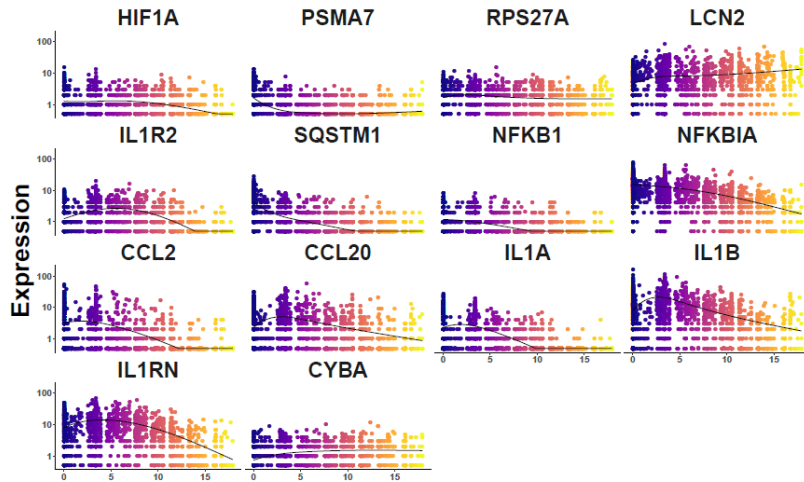 HIF1A PSMA7 RPS27A LCN2
100
10
1
IL1R2 SQSTM1 NFKB1 NFKBIA
100
10
1
CCL2 CCL20 IL1A IL1B
100
10
1
0 5 10 15 0 5 10 15
IL1RN CYBA
100
10
1
0 5 10 15 0 5 10 15
Expression